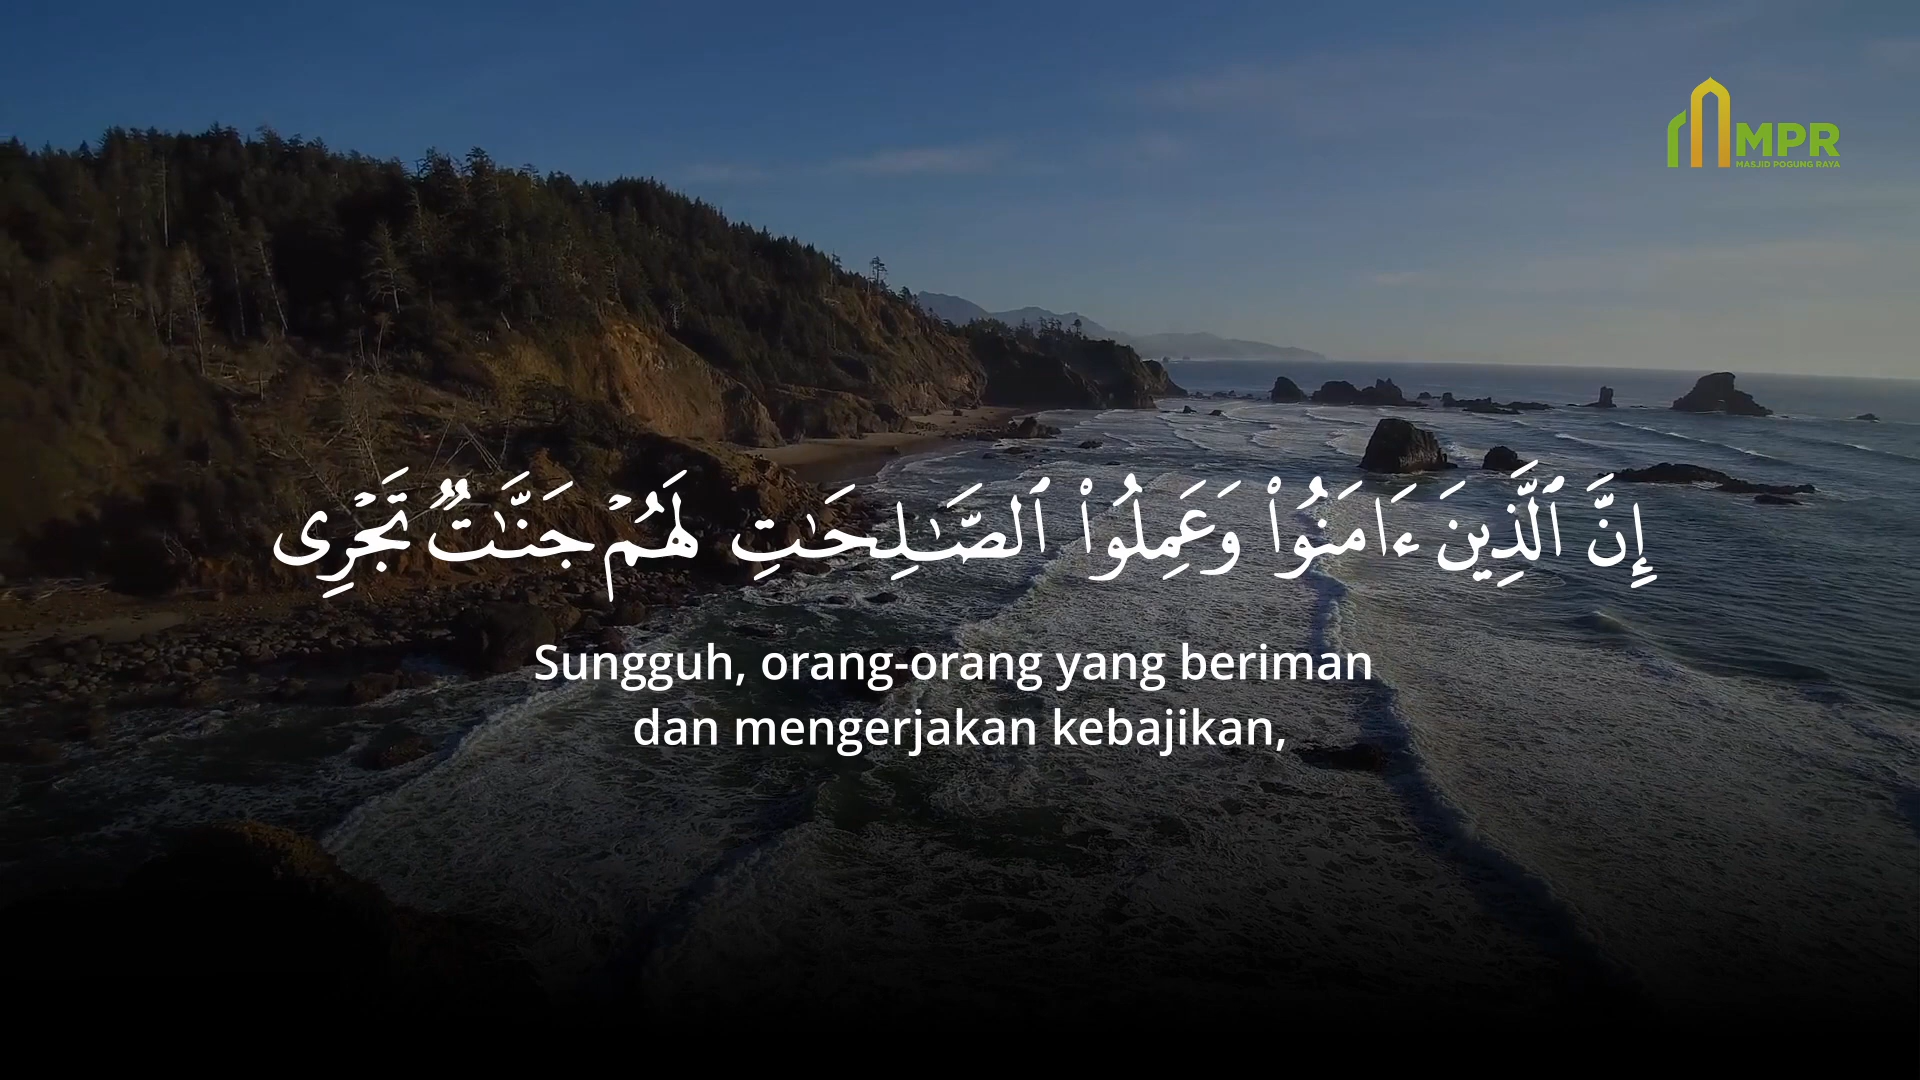 MPR
MASJID POGUNG RAYA
إِنَّ ٱلَّذِينَ ءَامَنُوا۟ وَعَمِلُوا۟ ٱلصَّـٰلِحَـٰتِ لَهُمْ جَنَّـٰتٌ تَجْرِى
Sungguh, orang-orang yang beriman
dan mengerjakan kebajikan,